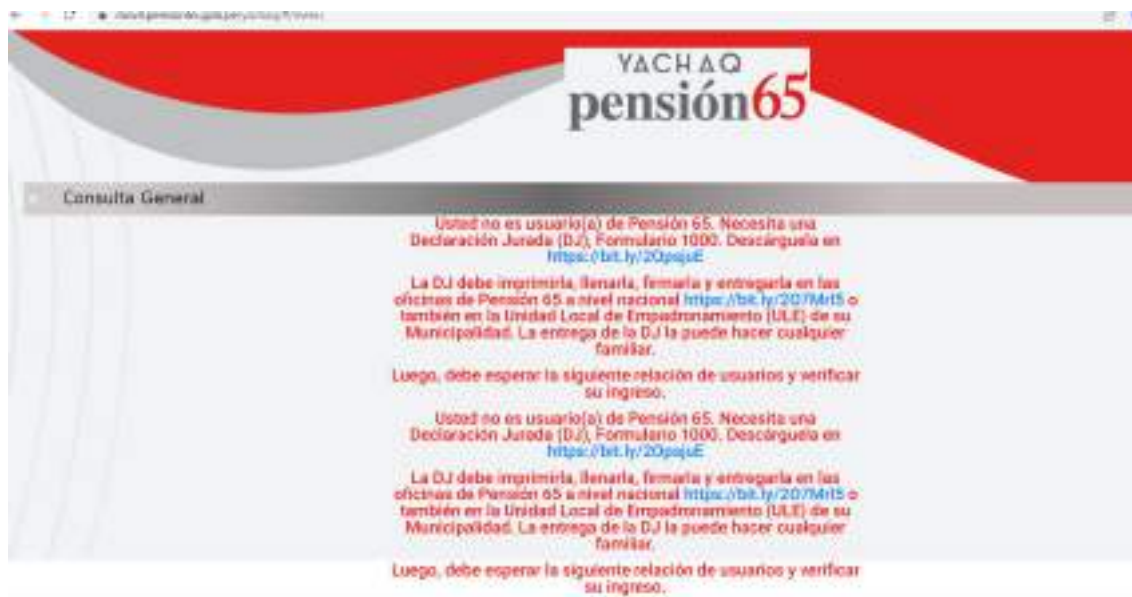 YACHAQ
pensión65
Consulta General
Usted no es usuario(a) de Pensión 65. Necesita una
Declaración Jurada (DJ), Formulario 1000. Descárguela en
https://bit.ly/2OpsjuE
La DJ debe imprimirla, llenarla, firmarla y entregarla en las
oficinas de Pensión 65 a nivel nacional https://bit.ly/2O7MrI5 o
también en la Unidad Local de Empadronamiento (ULE) de su
Municipalidad. La entrega de la DJ la puede hacer cualquier
familiar.
Luego, debe esperar la siguiente relación de usuarios y verificar
su ingreso.
Usted no es usuario(a) de Pensión 65. Necesita una
Declaración Jurada (DJ), Formulario 1000. Descárguela en
https://bit.ly/2OpsjuE
La DJ debe imprimirla, llenarla, firmarla y entregarla en las
oficinas de Pensión 65 a nivel nacional https://bit.ly/2O7MrI5 o
también en la Unidad Local de Empadronamiento (ULE) de su
Municipalidad. La entrega de la DJ la puede hacer cualquier
familiar.
Luego, debe esperar la siguiente relación de usuarios y verificar
su ingreso.